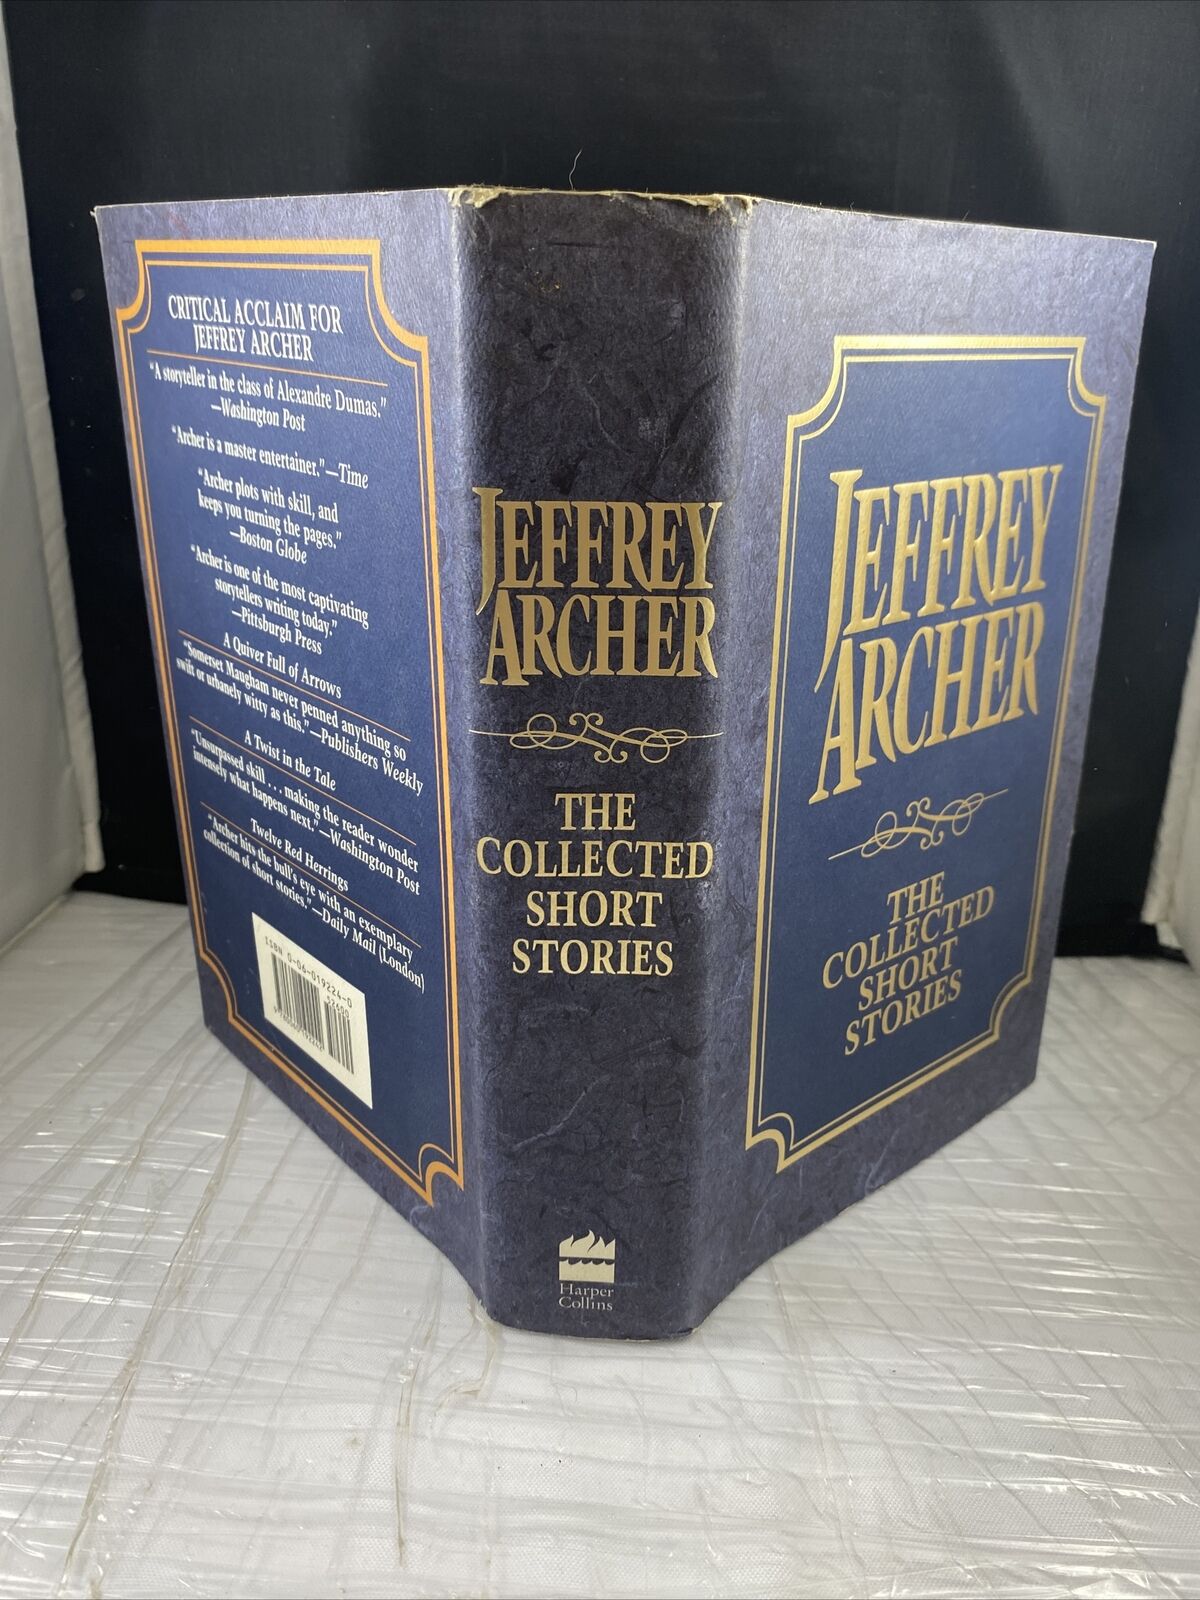 CRITICAL ACCLAIM FOR
JEFFREY ARCHER
“A storyteller in the class of Alexandre Dumas.”
—Washington Post
“Archer is a master entertainer.”—Time
“Archer plots with skill, and
keeps you turning the pages.”
—Boston Globe
“Archer is one of the most captivating
storytellers writing today.”
—Pittsburgh Press
A Quiver Full of Arrows
“Somerset Maugham never penned anything so
swift or urbanely witty as this.”—Publishers Weekly
A Twist in the Tale
“Unsurpassed skill . . . making the reader wonder
intensely what happens next.”—Washington Post
Twelve Red Herrings
“Archer hits the bull's eye with an exemplary
collection of short stories.”—Daily Mail (London)
ISBN 0-06-019224-0
52600
JEFFREY
ARCHER
THE
COLLECTED
SHORT
STORIES
Harper
Collins
JEFFREY
ARCHER
THE
COLLECTED
SHORT
STORIES